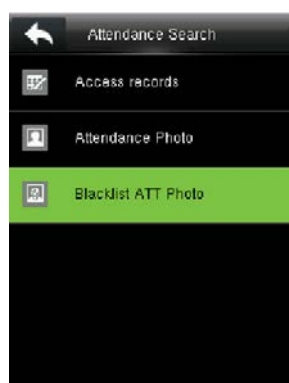 Attendance Search
Access records
Attendance Photo
Blacklist ATT Photo